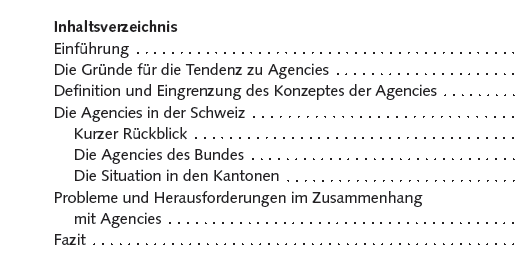 Inhaltsverzeichnis
Einführung . . . . . . . . . . . . . . . . . . . . . . . . . . . . . . . . . . . . . . . . . . . . . . . . . . . .
Die Gründe für die Tendenz zu Agencies . . . . . . . . . . . . . . . . . . . . . . . . .
Definition und Eingrenzung des Konzeptes der Agencies . . . . . . . . . .
Die Agencies in der Schweiz . . . . . . . . . . . . . . . . . . . . . . . . . . . . . . . . . . . .
Kurzer Rückblick . . . . . . . . . . . . . . . . . . . . . . . . . . . . . . . . . . . . . . . . . . . .
Die Agencies des Bundes . . . . . . . . . . . . . . . . . . . . . . . . . . . . . . . . . . . . .
Die Situation in den Kantonen . . . . . . . . . . . . . . . . . . . . . . . . . . . . . . . .
Probleme und Herausforderungen im Zusammenhang
mit Agencies . . . . . . . . . . . . . . . . . . . . . . . . . . . . . . . . . . . . . . . . . . . . . . . .
Fazit . . . . . . . . . . . . . . . . . . . . . . . . . . . . . . . . . . . . . . . . . . . . . . . . . . . . . . . . . .